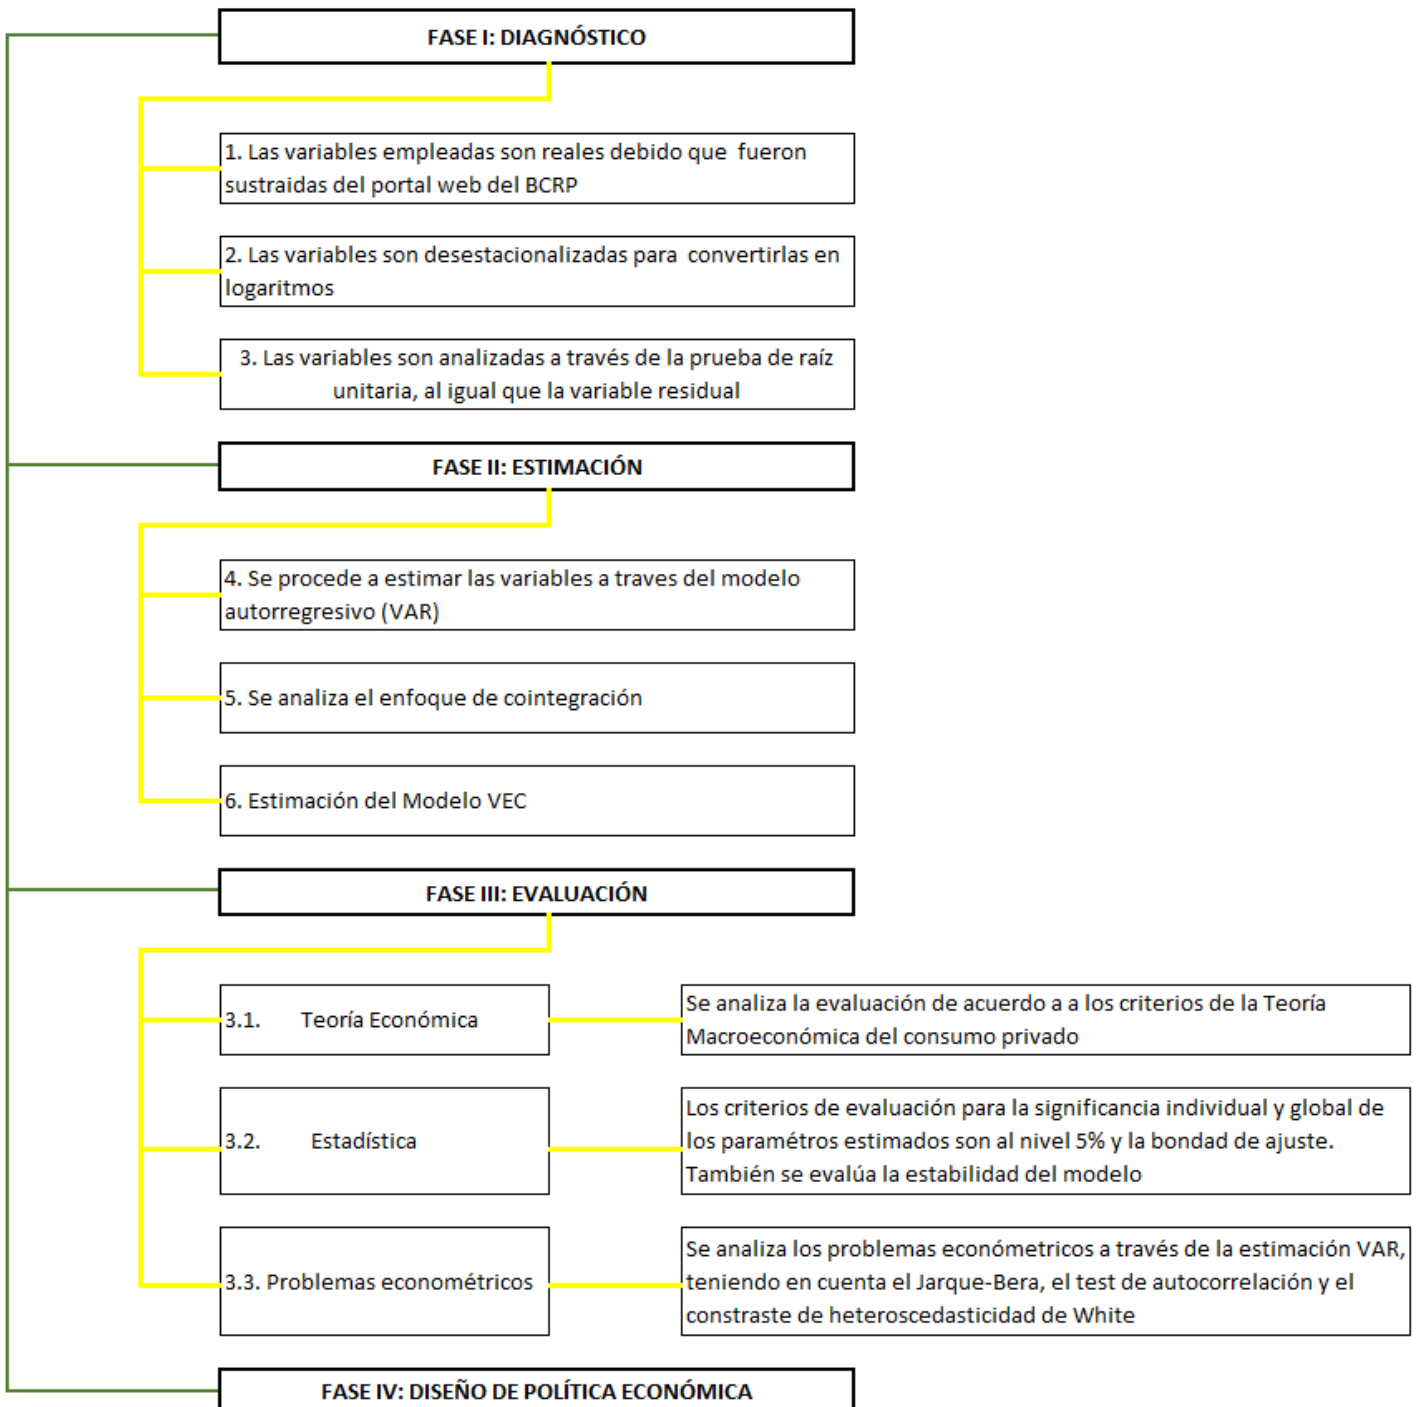 FASE I: DIAGNÓSTICO
1. Las variables empleadas son reales debido que fueron
sustraidas del portal web del BCRP
2. Las variables son desestacionalizadas para convertirlas en
logaritmos
3. Las variables son analizadas a través de la prueba de raíz
unitaria, al igual que la variable residual
FASE II: ESTIMACIÓN
4. Se procede a estimar las variables a traves del modelo
autorregresivo (VAR)
5. Se analiza el enfoque de cointegración
6. Estimación del Modelo VEC
FASE III: EVALUACIÓN
3.1. Teoría Económica
Se analiza la evaluación de acuerdo a a los criterios de la Teoría
Macroeconómica del consumo privado
3.2. Estadística
Los criterios de evaluación para la significancia individual y global de
los paramétros estimados son al nivel 5% y la bondad de ajuste.
También se evalúa la estabilidad del modelo
3.3. Problemas econométricos
Se analiza los problemas económetricos a través de la estimación VAR,
teniendo en cuenta el Jarque-Bera, el test de autocorrelación y el
constraste de heteroscedasticidad de White
FASE IV: DISEÑO DE POLÍTICA ECONÓMICA